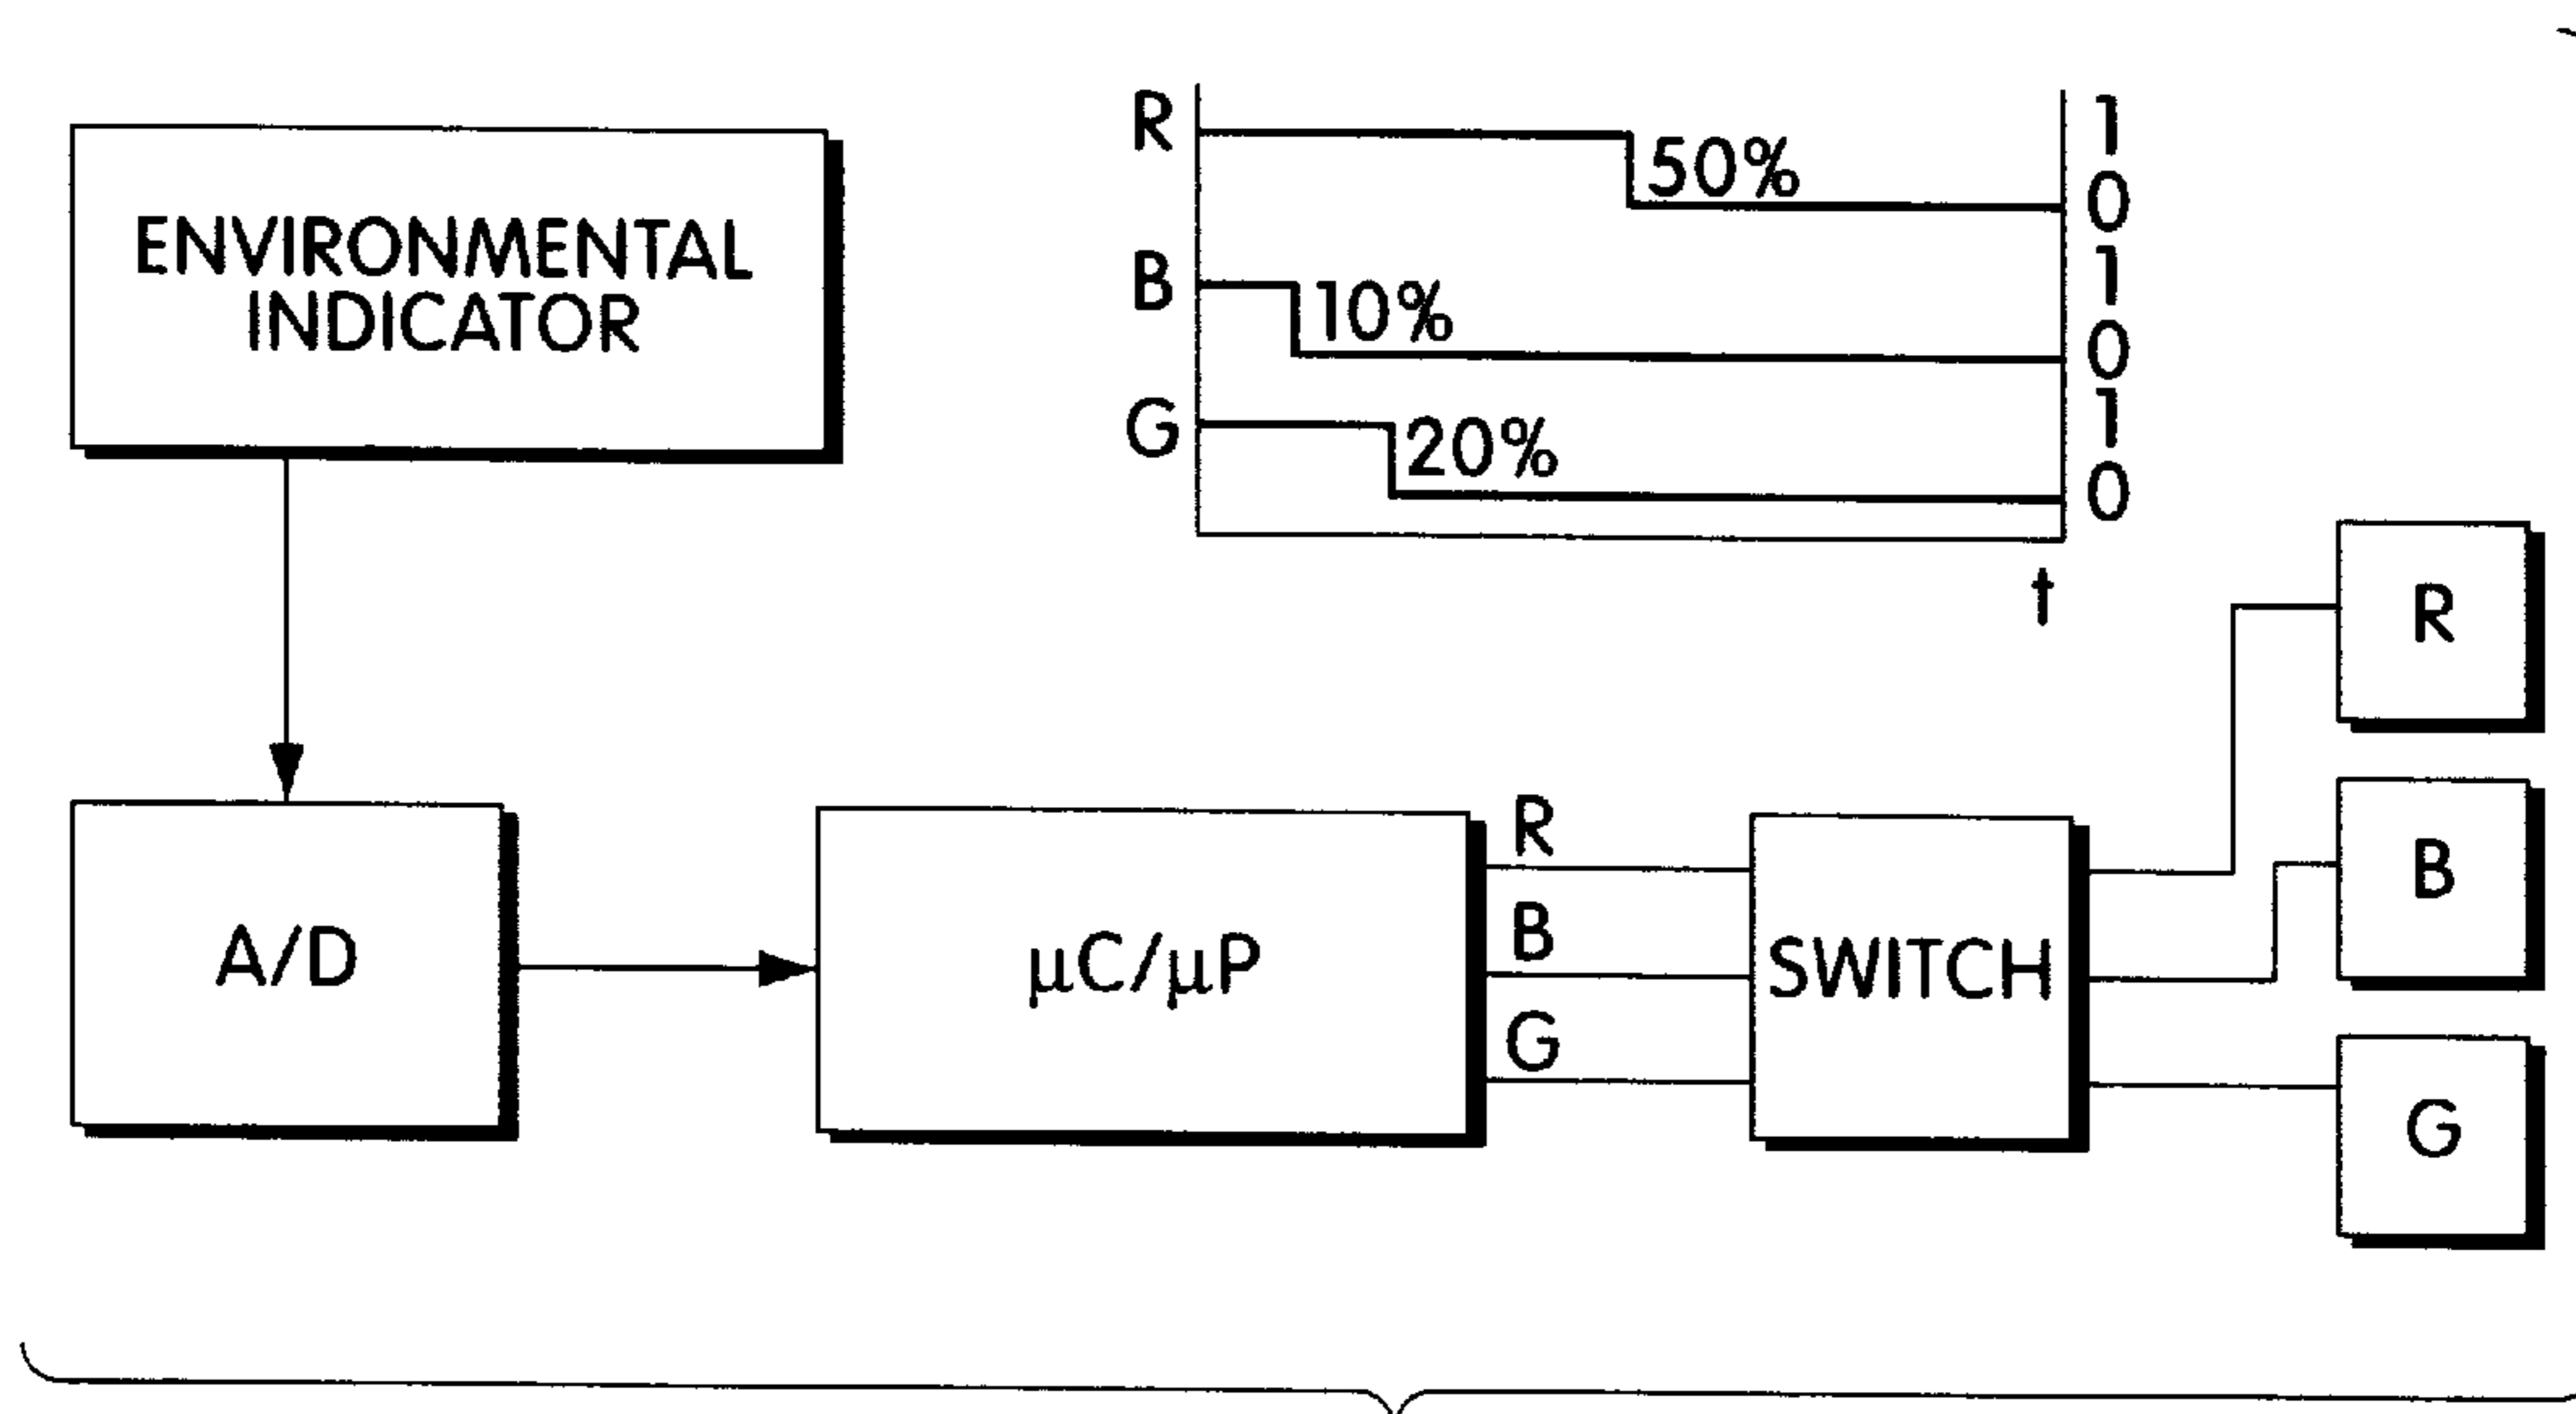 ENVIRONMENTAL
INDICATOR
R
50%
1
0
B
10%
1
0
G
20%
1
0
t
A/D
µC/µP
R
B
G
SWITCH
R
B
G